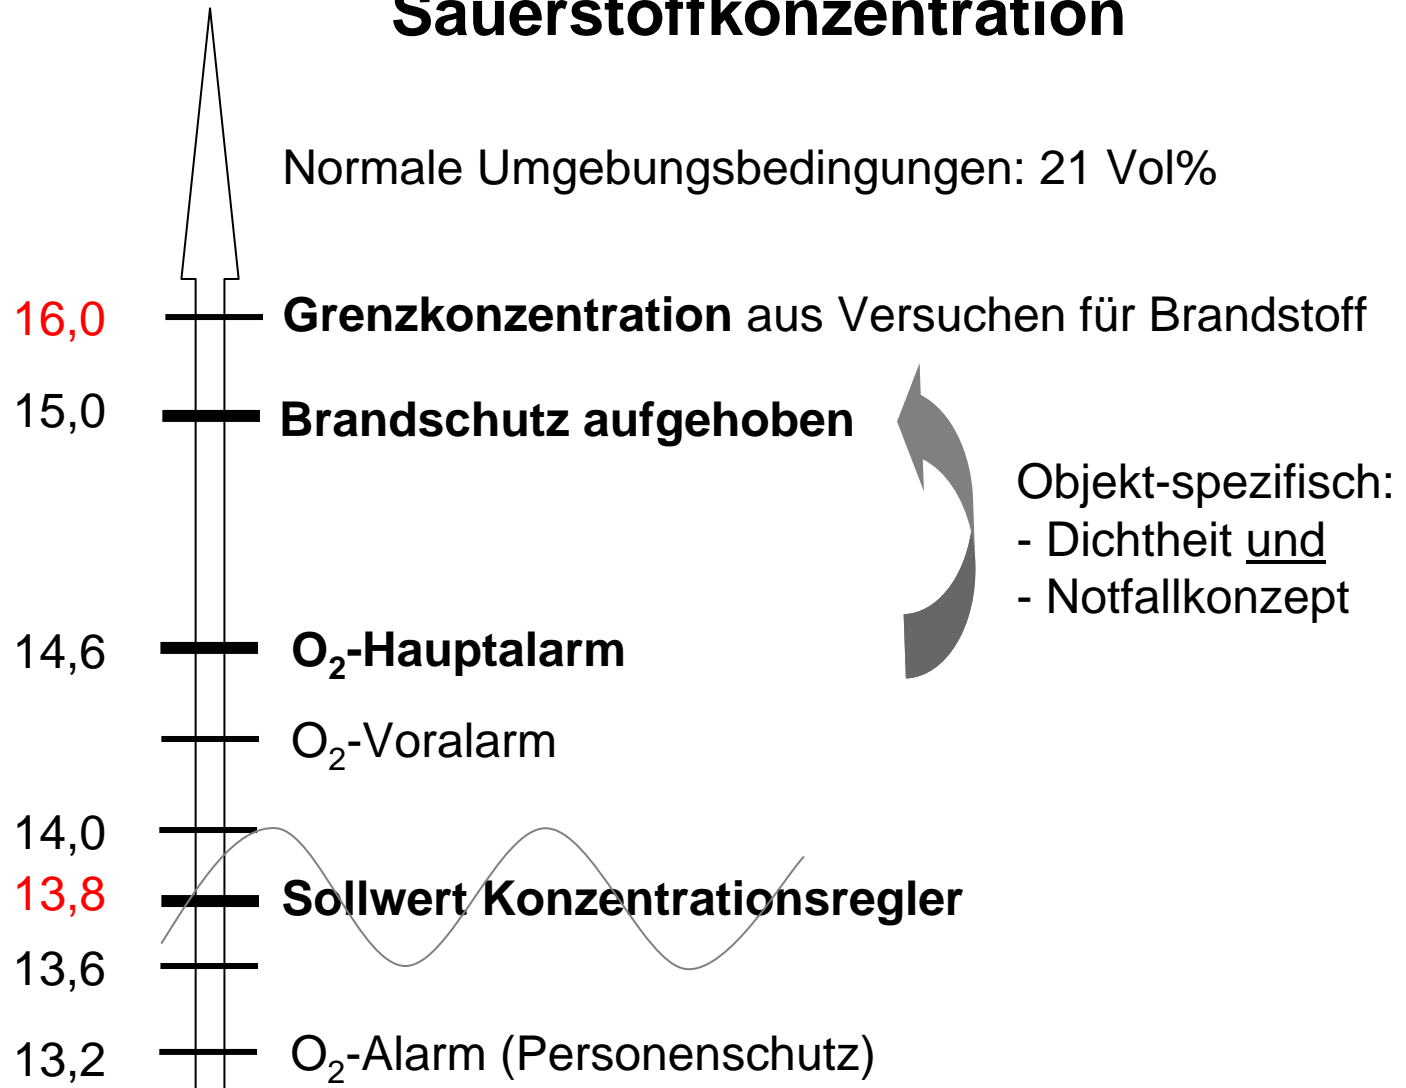 Sauerstoffkonzentration
Normale Umgebungsbedingungen: 21 Vol%
16,0 Grenzkonzentration aus Versuchen für Brandstoff
15,0 Brandschutz aufgehoben
Objekt-spezifisch:
- Dichtheit und
- Notfallkonzept
14,6 O₂-Hauptalarm
O₂-Voralarm
14,0
13,8 Sollwert Konzentrationsregler
13,6
13,2 O₂-Alarm (Personenschutz)